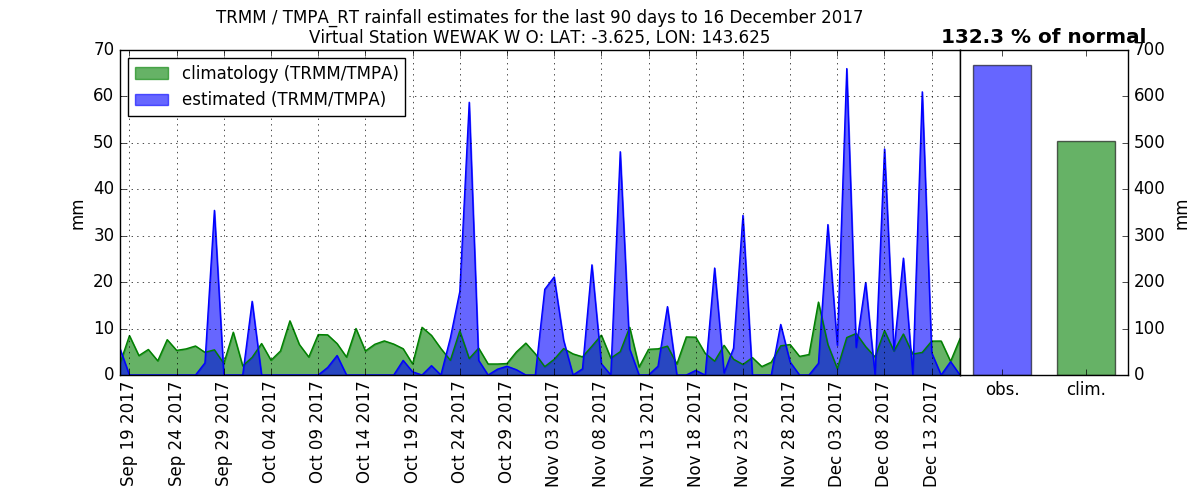 TRMM / TMPA_RT rainfall estimates for the last 90 days to 16 December 2017
Virtual Station WEWAK W O: LAT: -3.625, LON: 143.625
132.3 % of normal
climatology (TRMM/TMPA)
estimated (TRMM/TMPA)
70
60
50
40
30
20
10
0
mm
Sep 19 2017
Sep 24 2017
Sep 29 2017
Oct 04 2017
Oct 09 2017
Oct 14 2017
Oct 19 2017
Oct 24 2017
Oct 29 2017
Nov 03 2017
Nov 08 2017
Nov 13 2017
Nov 18 2017
Nov 23 2017
Nov 28 2017
Dec 03 2017
Dec 08 2017
Dec 13 2017
obs.
clim.
700
600
500
400
300
200
100
0
mm